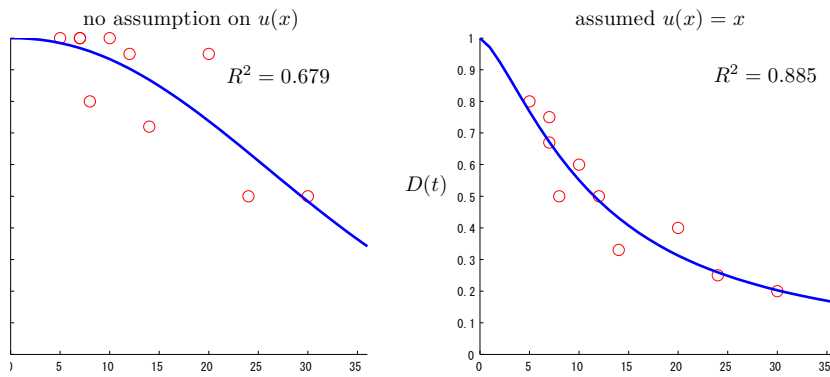 no assumption on u(x)
R² = 0.679
0 5 10 15 20 25 30 35
assumed u(x) = x
R² = 0.885
D(t)
1
0.9
0.8
0.7
0.6
0.5
0.4
0.3
0.2
0.1
0
0 5 10 15 20 25 30 35